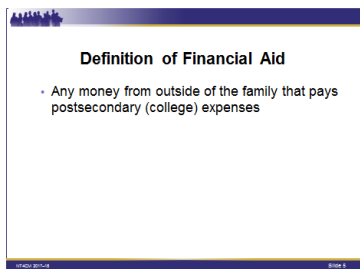 Definition of Financial Aid
• Any money from outside of the family that pays
postsecondary (college) expenses
Slide 5